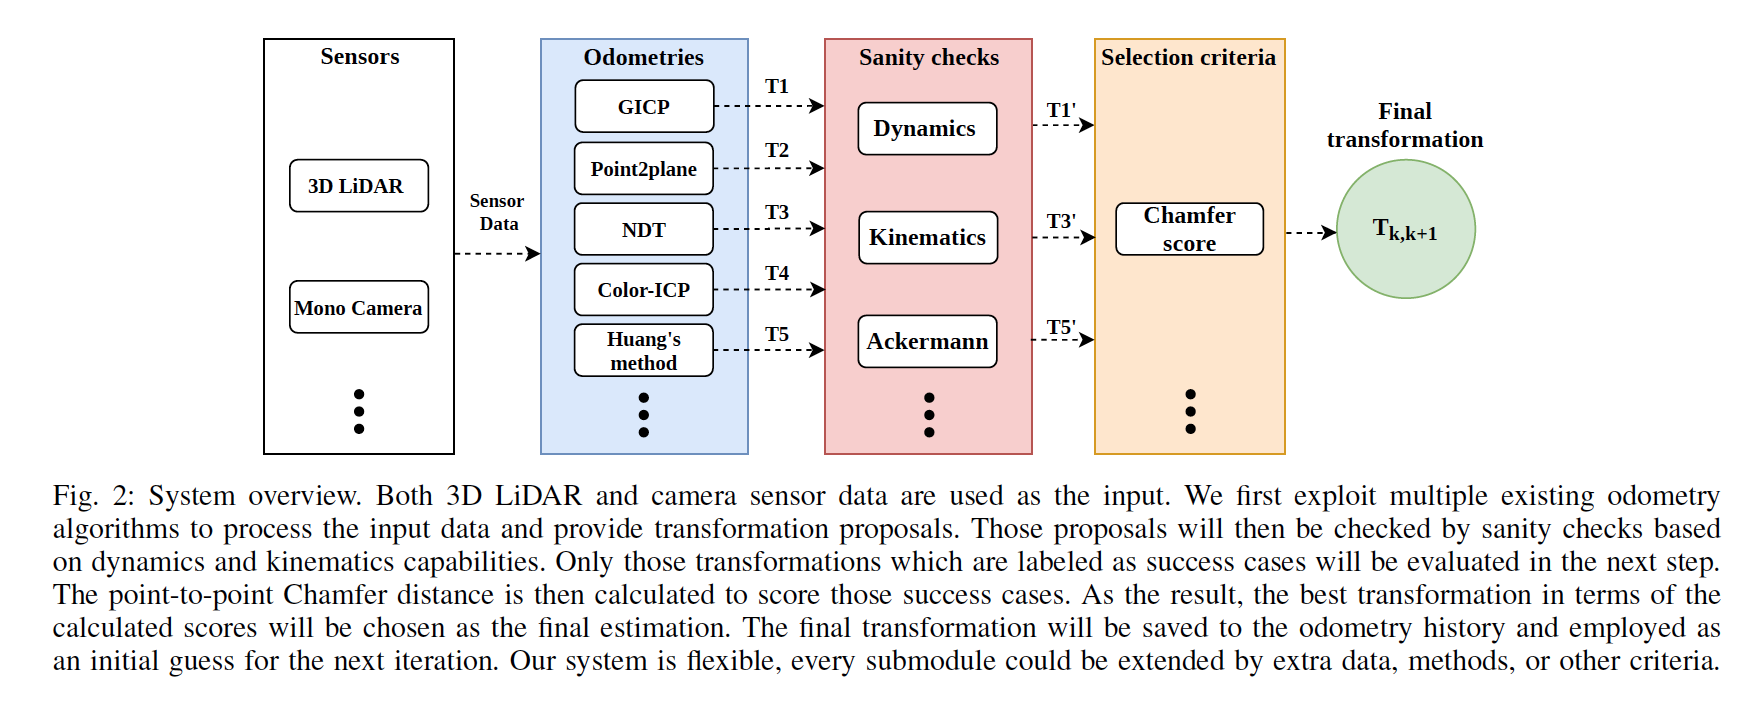 Sensors
3D LiDAR
Mono Camera
Sensor
Data
Odometries
GICP
Point2plane
NDT
Color-ICP
Huang's
method
T1
T2
T3
T4
T5
Sanity checks
Dynamics
Kinematics
Ackermann
T1'
T3'
T5'
Selection criteria
Chamfer
score
Final
transformation
Tk,k+1
Fig. 2: System overview. Both 3D LiDAR and camera sensor data are used as the input. We first exploit multiple existing odometry
algorithms to process the input data and provide transformation proposals. Those proposals will then be checked by sanity checks based
on dynamics and kinematics capabilities. Only those transformations which are labeled as success cases will be evaluated in the next step.
The point-to-point Chamfer distance is then calculated to score those success cases. As the result, the best transformation in terms of the
calculated scores will be chosen as the final estimation. The final transformation will be saved to the odometry history and employed as
an initial guess for the next iteration. Our system is flexible, every submodule could be extended by extra data, methods, or other criteria.